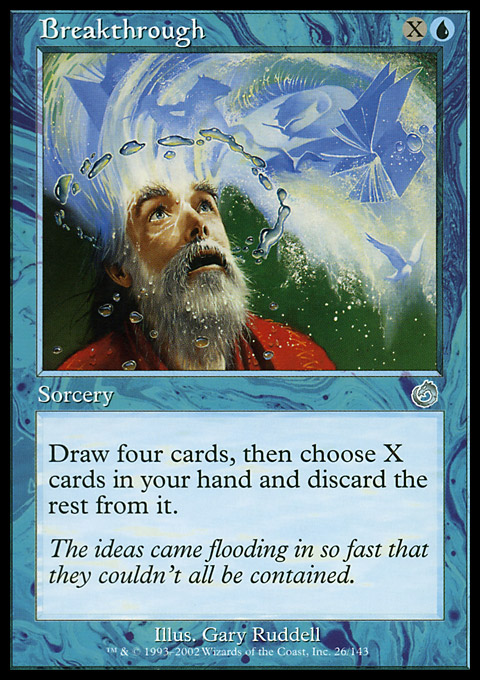 Breakthrough X
Sorcery
Draw four cards, then choose X
cards in your hand and discard the
rest from it.
The ideas came flooding in so fast that
they couldn't all be contained.
Illus. Gary Ruddell
™ & © 1993-2002 Wizards of the Coast, Inc. 26/143